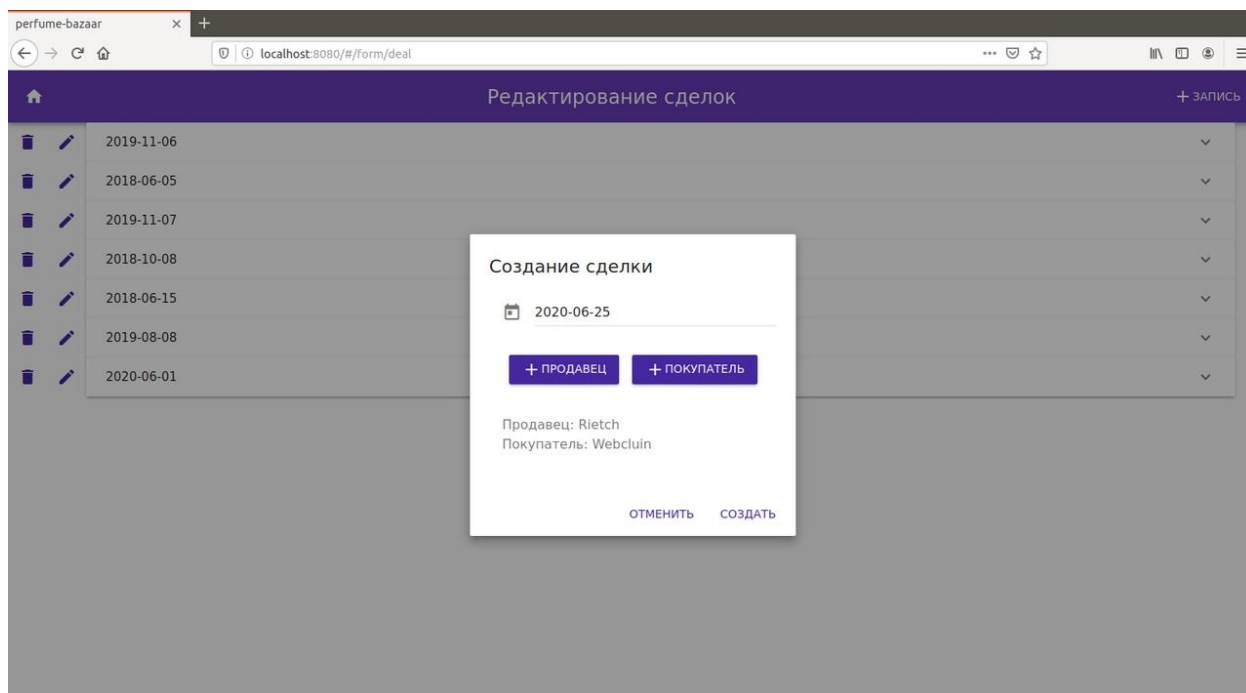 perfume-bazaar
localhost:8080/#/form/deal
Редактирование сделок
ЗАПИСЬ
2019-11-06
2018-06-05
2019-11-07
2018-10-08
2018-06-15
2019-08-08
2020-06-01
Создание сделки
2020-06-25
+ ПРОДАВЕЦ + ПОКУПАТЕЛЬ
Продавец: Rietch
Покупатель: Webcluin
ОТМЕНИТЬ СОЗДАТЬ